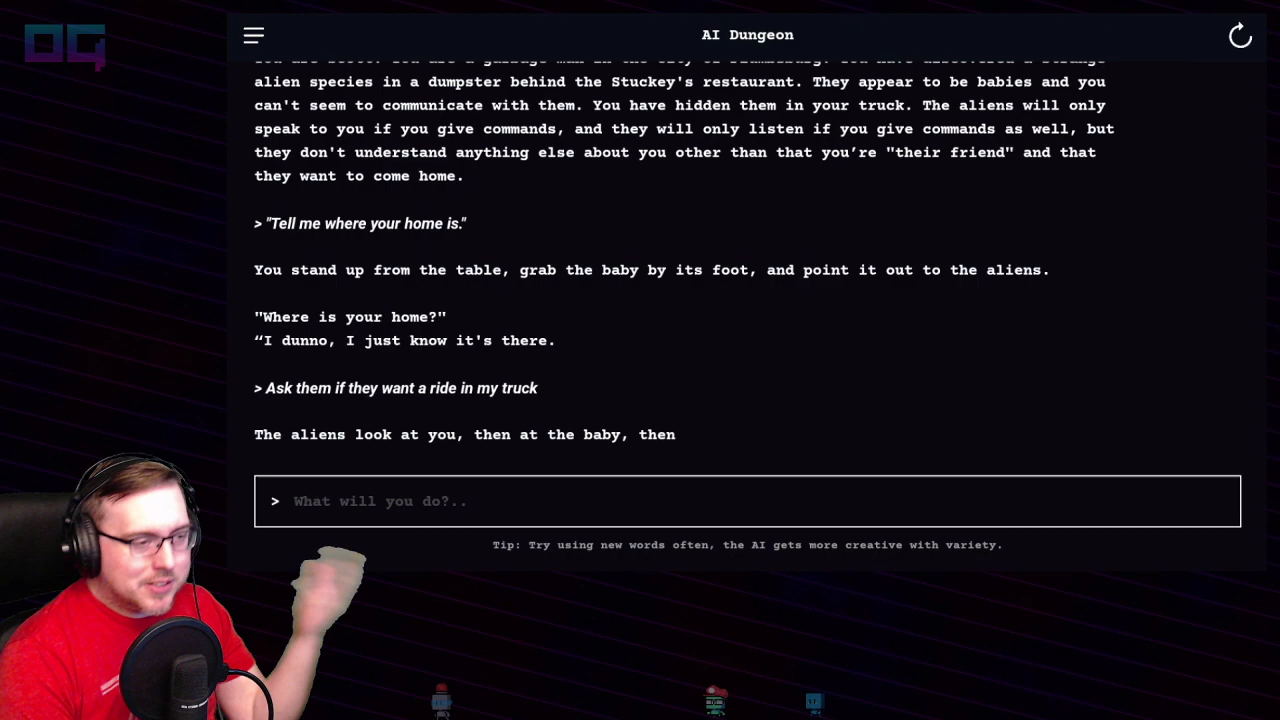 OG
AI Dungeon
alien species in a dumpster behind the Stuckey's restaurant. They appear to be babies and you
can't seem to communicate with them. You have hidden them in your truck. The aliens will only
speak to you if you give commands, and they will only listen if you give commands as well, but
they don't understand anything else about you other than that you’re "their friend" and that
they want to come home.
> "Tell me where your home is."
You stand up from the table, grab the baby by its foot, and point it out to the aliens.
"Where is your home?"
“I dunno, I just know it's there.
> Ask them if they want a ride in my truck
The aliens look at you, then at the baby, then
> What will you do?..
Tip: Try using new words often, the AI gets more creative with variety.